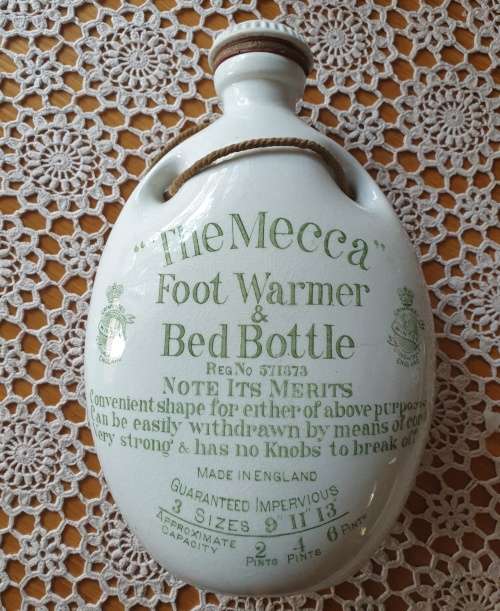 "The Mecca"
Foot Warmer
&
Bed Bottle
REG NO 571873
NOTE ITS MERITS
Convenient shape for either of above purposes
Can be easily withdrawn by means of cord
Very strong & has no Knobs to break off
MADE IN ENGLAND
GUARANTEED IMPERVIOUS
3 SIZES 9" 11" 13"
APPROXIMATE CAPACITY 2 PINTS 4 PINTS 6 PINTS
ENGLAND